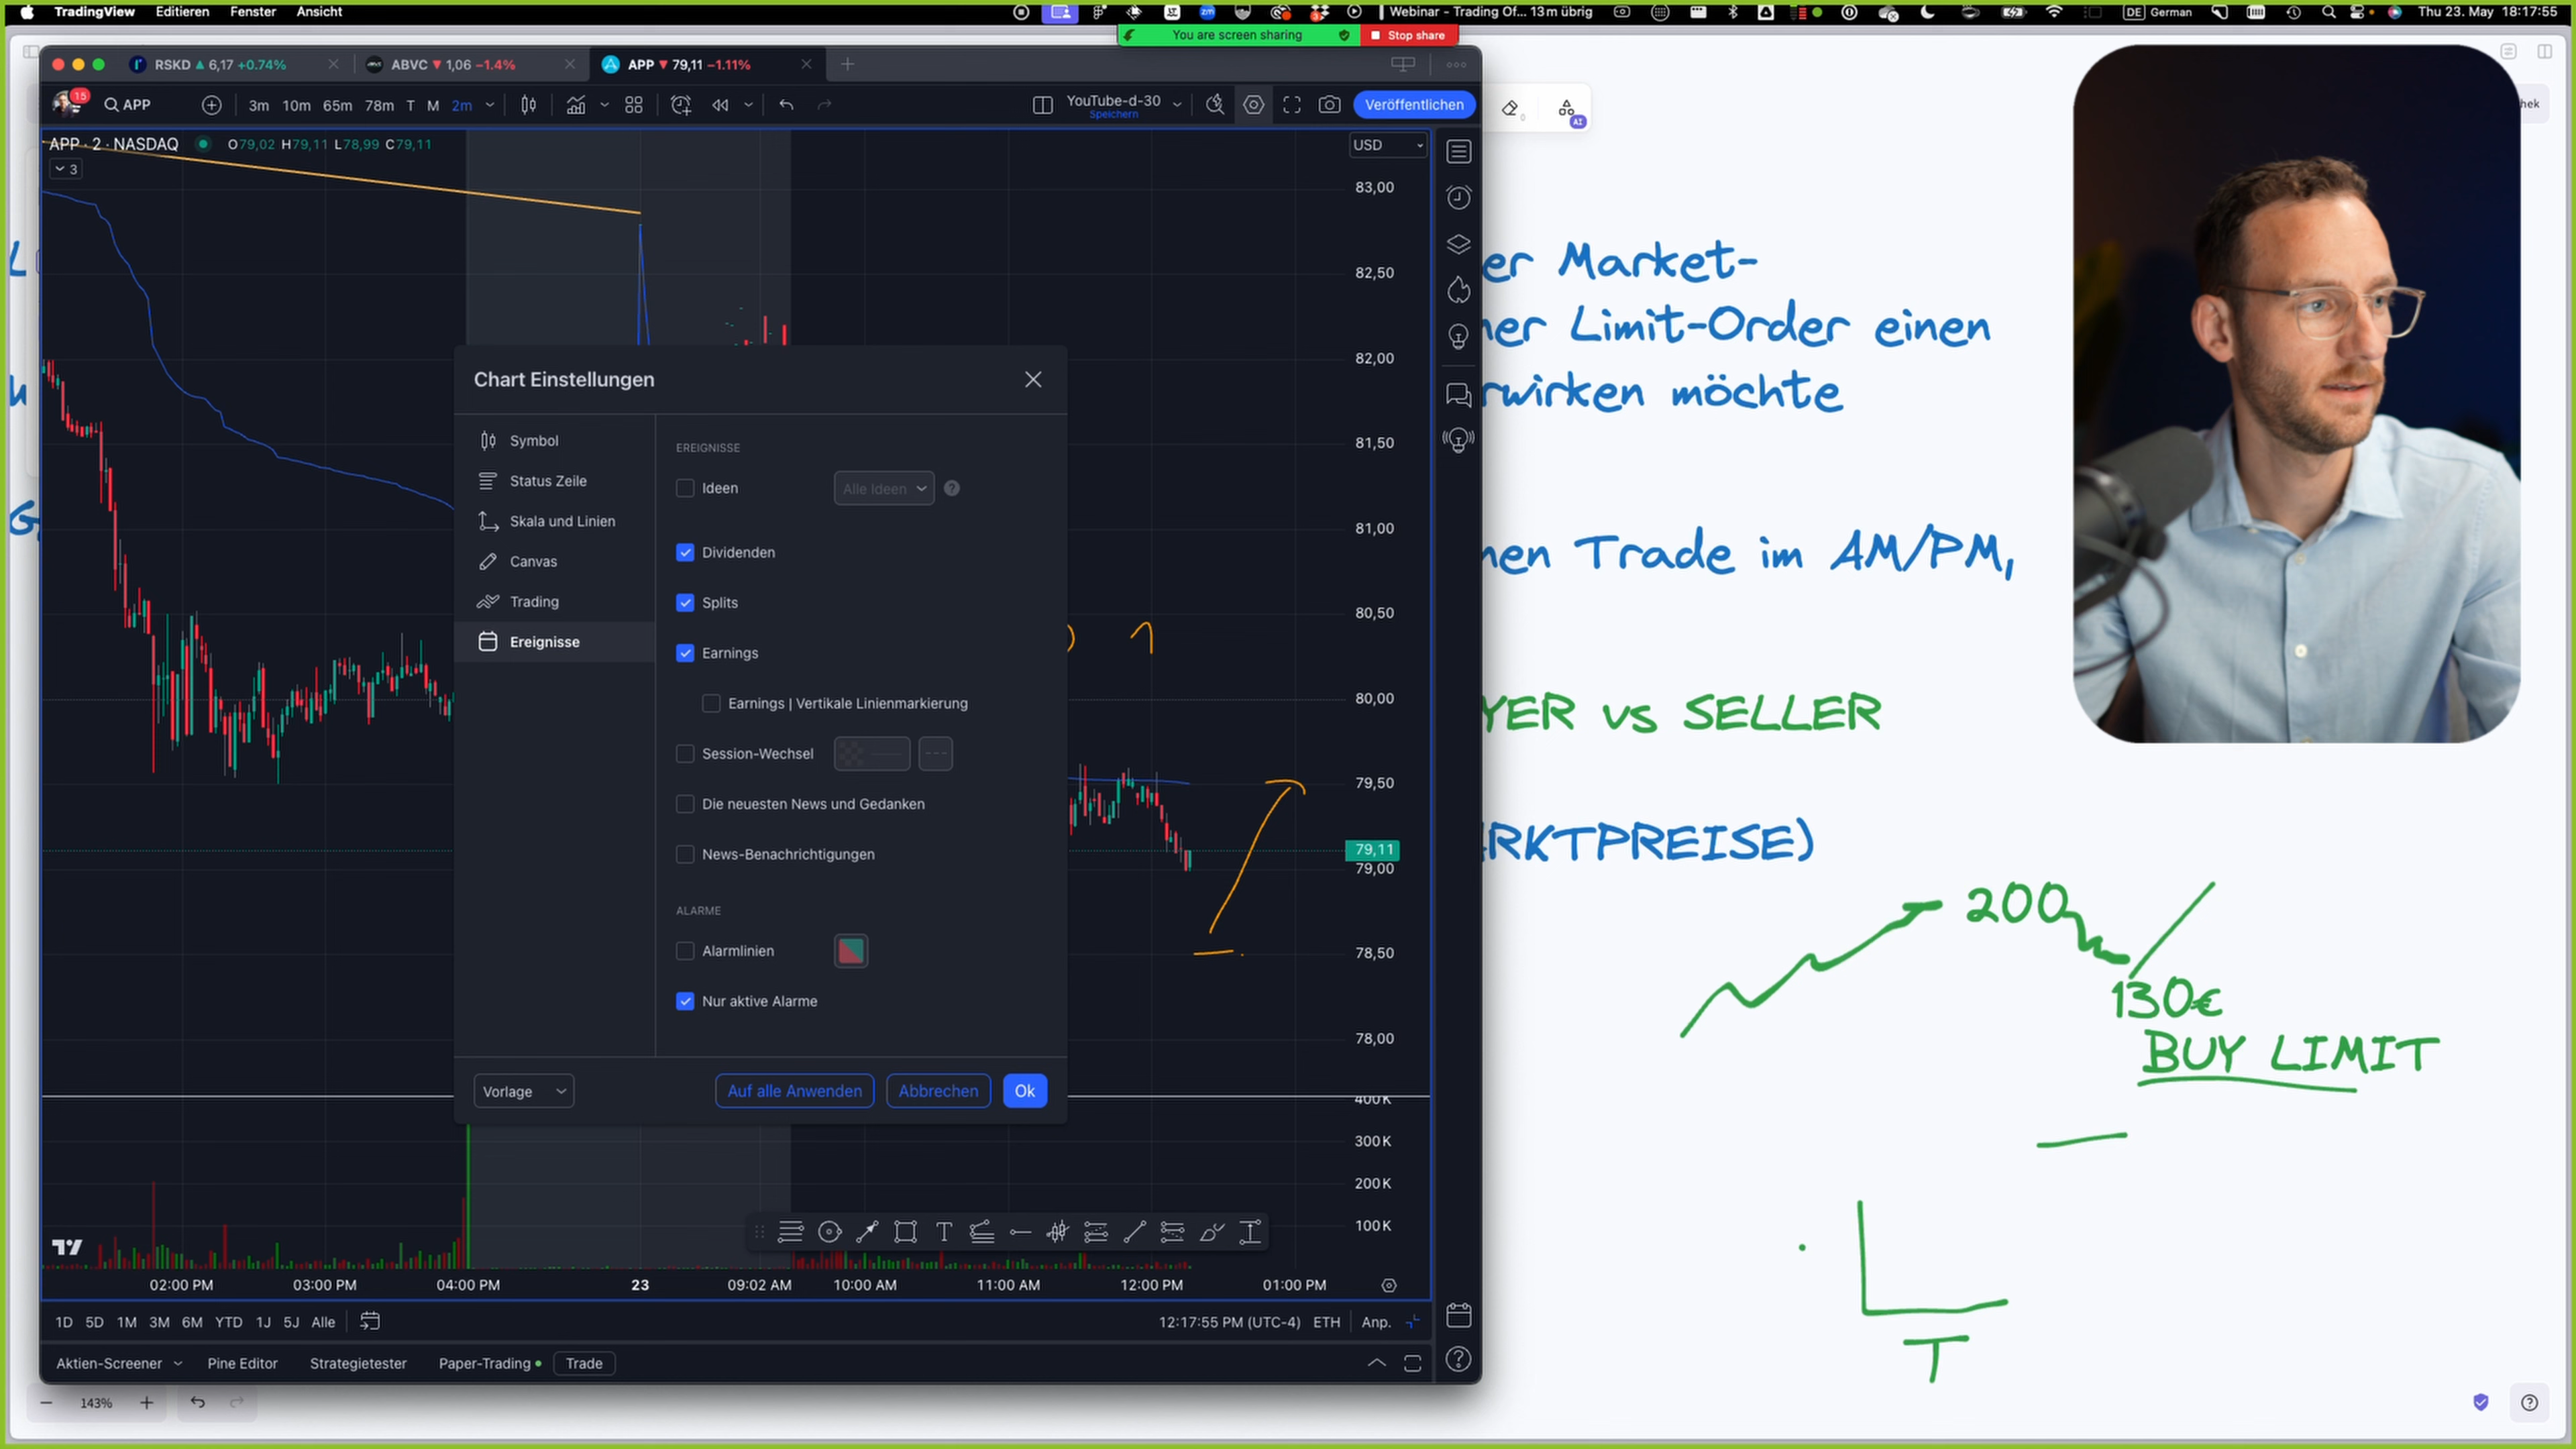 TradingView Editieren Fenster Ansicht
Webinar - Trading Of... 13 m übrig
DE German
Thu 23. May 18:17:55
You are screen sharing
Stop share
RSKD 6,17 +0.74%
ABVC 1,06 −1.4%
APP 79,11 −1.11%
15
APP
3m 10m 65m 78m T M 2m
YouTube-d-30
Speichern
Veröffentlichen
hek
AI
APP · 2 · NASDAQ O79,02 H79,11 L78,99 C79,11
3
USD
83,00
82,50
82,00
81,50
81,00
80,50
80,00
79,50
79,11
79,00
78,50
78,00
400K
300K
200K
100K
Chart Einstellungen
Symbol
Status Zeile
Skala und Linien
Canvas
Trading
Ereignisse
EREIGNISSE
Ideen
Alle Ideen
Dividenden
Splits
Earnings
Earnings | Vertikale Linienmarkierung
Session-Wechsel
Die neuesten News und Gedanken
News-Benachrichtigungen
ALARME
Alarmlinien
Nur aktive Alarme
Vorlage
Auf alle Anwenden
Abbrechen
Ok
1
02:00 PM 03:00 PM 04:00 PM 23 09:02 AM 10:00 AM 11:00 AM 12:00 PM 01:00 PM
1D 5D 1M 3M 6M YTD 1J 5J Alle
12:17:55 PM (UTC-4) ETH Anp.
Aktien-Screener Pine Editor Strategietester Paper-Trading Trade
143%
er Market-
ner Limit-Order einen
rwirken möchte
nen Trade im AM/PM,
YER vs SELLER
RKTPREISE)
200
130€
BUY LIMIT
T